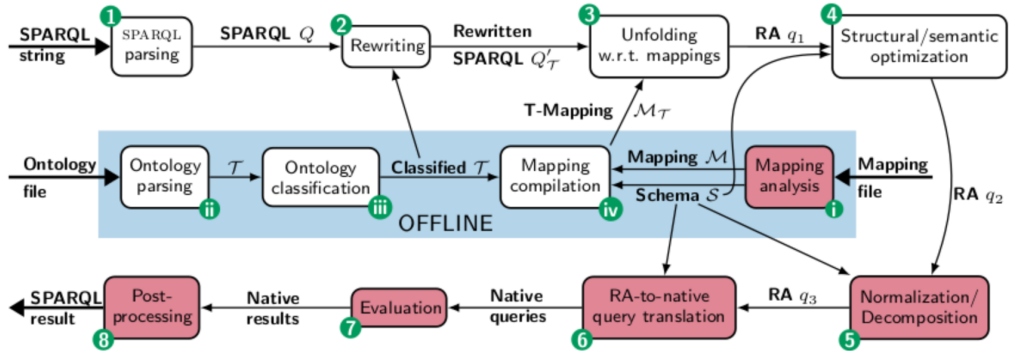 1
SPARQL
string
SPARQL
parsing
SPARQL Q
2
Rewriting
Rewritten
SPARQL Q′𝒯
3
Unfolding
w.r.t. mappings
RA q₁
4
Structural/semantic
optimization
T-Mapping ℳ𝒯
Ontology
file
Ontology
parsing
ii
𝒯
Ontology
classification
iii
Classified 𝒯
Mapping
compilation
iv
Mapping ℳ
Schema 𝒮
Mapping
analysis
i
Mapping
file
OFFLINE
RA q₂
SPARQL
result
Post-
processing
8
Native
results
Evaluation
7
Native
queries
RA-to-native
query translation
6
RA q₃
Normalization/
Decomposition
5